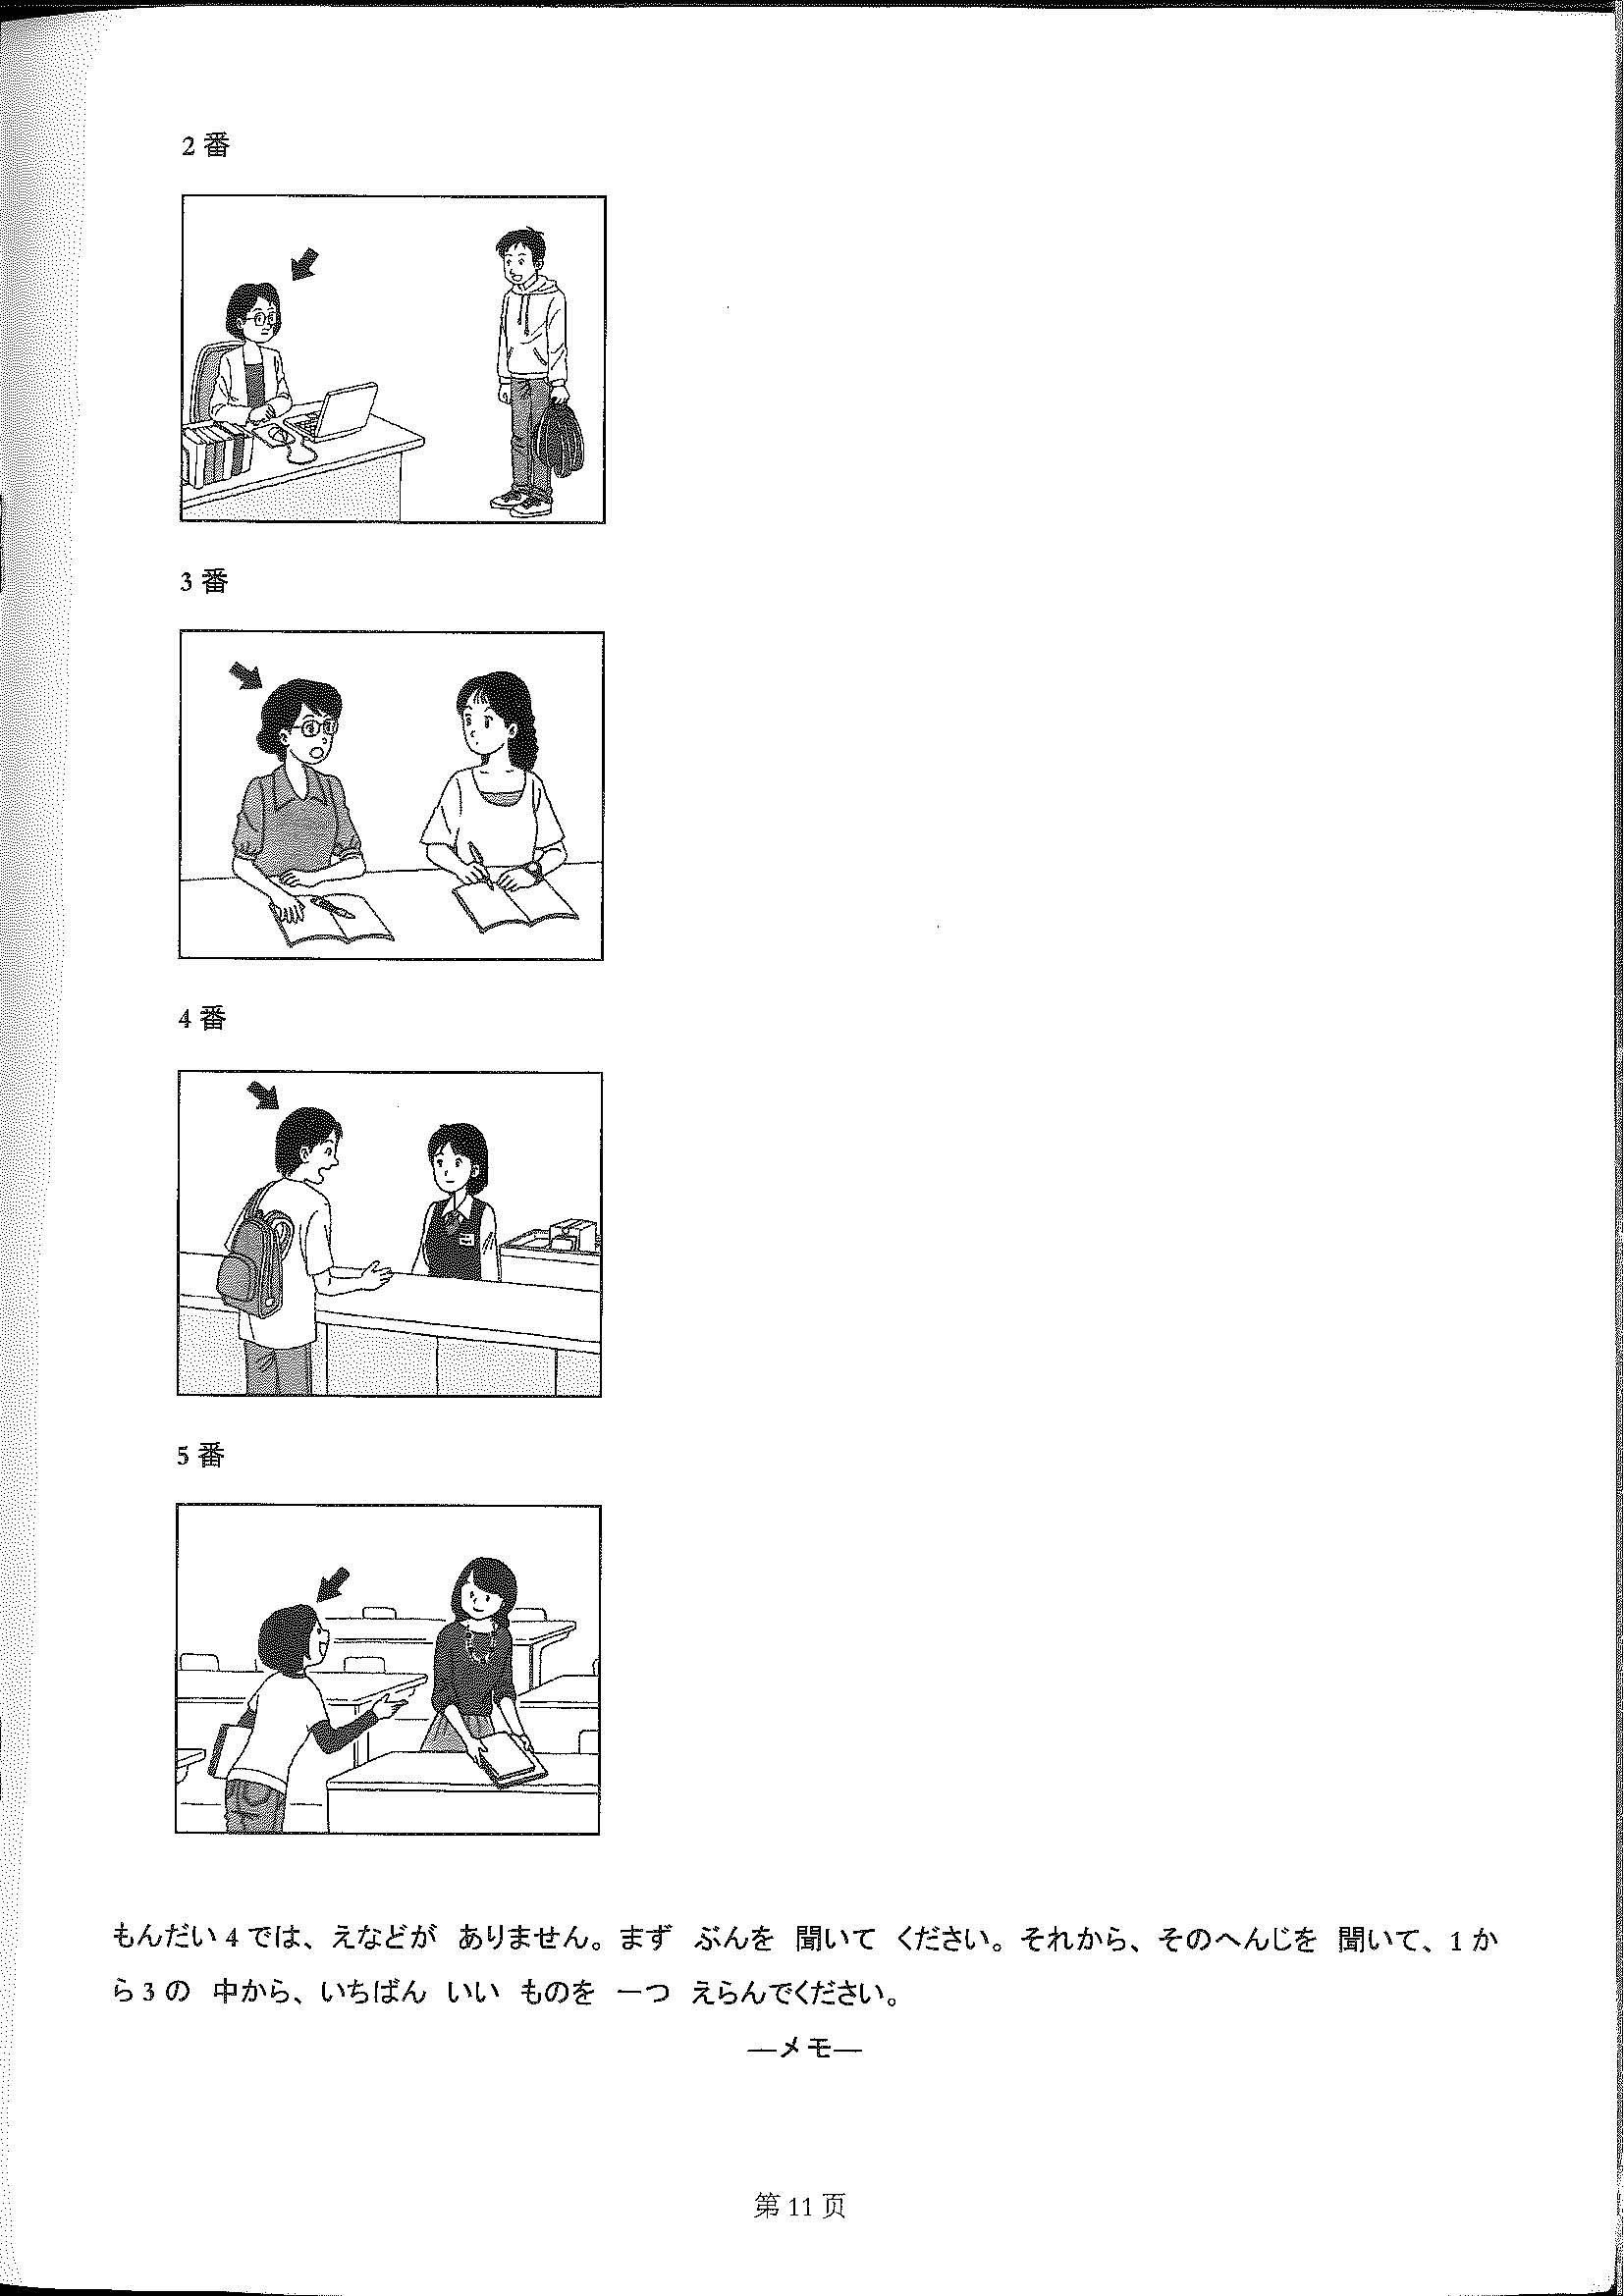 2 番
3 番
4 番
5 番
もんだい 4 では、えなどが ありません。まず ぶんを 聞いて ください。それから、そのへんじを 聞いて、1 か
ら 3 の 中から、いちばん いい ものを 一つ えらんでください。
―メモ―
第 11 页